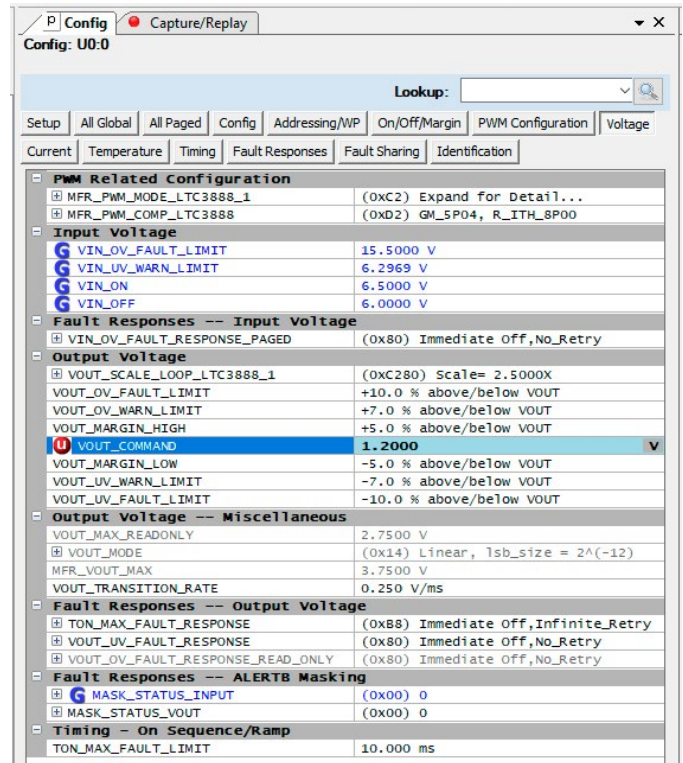 Config Capture/Replay
Config: U0:0
Lookup:
Setup All Global All Paged Config Addressing/WP On/Off/Margin PWM Configuration Voltage
Current Temperature Timing Fault Responses Fault Sharing Identification
PWM Related Configuration
MFR_PWM_MODE_LTC3888_1 (0xC2) Expand for Detail...
MFR_PWM_COMP_LTC3888 (0xD2) GM_5P04, R_ITH_8P00
Input Voltage
G VIN_OV_FAULT_LIMIT 15.5000 V
G VIN_UV_WARN_LIMIT 6.2969 V
G VIN_ON 6.5000 V
G VIN_OFF 6.0000 V
Fault Responses -- Input Voltage
VIN_OV_FAULT_RESPONSE_PAGED (0x80) Immediate Off,No_Retry
Output Voltage
VOUT_SCALE_LOOP_LTC3888_1 (0xC280) Scale= 2.5000X
VOUT_OV_FAULT_LIMIT +10.0 % above/below VOUT
VOUT_OV_WARN_LIMIT +7.0 % above/below VOUT
VOUT_MARGIN_HIGH +5.0 % above/below VOUT
U VOUT_COMMAND 1.2000 V
VOUT_MARGIN_LOW -5.0 % above/below VOUT
VOUT_UV_WARN_LIMIT -7.0 % above/below VOUT
VOUT_UV_FAULT_LIMIT -10.0 % above/below VOUT
Output Voltage -- Miscellaneous
VOUT_MAX_READONLY 2.7500 V
VOUT_MODE (0x14) Linear, lsb_size = 2^(-12)
MFR_VOUT_MAX 3.7500 V
VOUT_TRANSITION_RATE 0.250 V/ms
Fault Responses -- Output Voltage
TON_MAX_FAULT_RESPONSE (0xB8) Immediate Off,Infinite_Retry
VOUT_UV_FAULT_RESPONSE (0x80) Immediate Off,No_Retry
VOUT_OV_FAULT_RESPONSE_READ_ONLY (0x80) Immediate Off,No_Retry
Fault Responses -- ALERTB Masking
G MASK_STATUS_INPUT (0x00) 0
MASK_STATUS_VOUT (0x00) 0
Timing - On Sequence/Ramp
TON_MAX_FAULT_LIMIT 10.000 ms